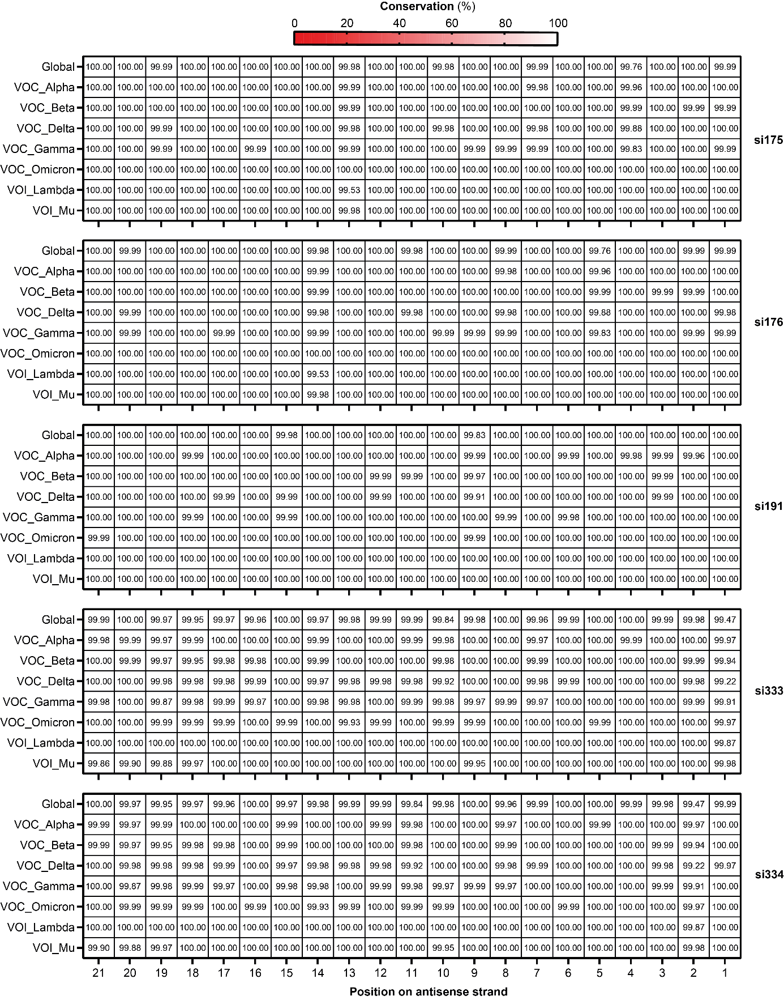 Conservation (%)
0 20 40 60 80 100
Global 100.00 100.00 99.99 100.00 100.00 100.00 100.00 100.00 99.98 100.00 100.00 99.98 100.00 100.00 99.99 100.00 100.00 99.76 100.00 100.00 99.99
VOC_Alpha 100.00 100.00 100.00 100.00 100.00 100.00 100.00 100.00 99.99 100.00 100.00 100.00 100.00 100.00 99.98 100.00 100.00 99.96 100.00 100.00 100.00
VOC_Beta 100.00 100.00 100.00 100.00 100.00 100.00 100.00 100.00 99.99 100.00 100.00 100.00 100.00 100.00 100.00 100.00 100.00 99.99 100.00 99.99 99.99
VOC_Delta 100.00 100.00 99.99 100.00 100.00 100.00 100.00 100.00 99.98 100.00 100.00 99.98 100.00 100.00 99.98 100.00 100.00 99.88 100.00 100.00 100.00
si175
VOC_Gamma 100.00 100.00 99.99 100.00 100.00 99.99 100.00 100.00 99.99 100.00 100.00 100.00 99.99 99.99 99.99 100.00 100.00 99.83 100.00 100.00 99.99
VOC_Omicron 100.00 100.00 100.00 100.00 100.00 100.00 100.00 100.00 100.00 100.00 100.00 100.00 100.00 100.00 100.00 100.00 100.00 100.00 100.00 100.00 100.00
VOI_Lambda 100.00 100.00 100.00 100.00 100.00 100.00 100.00 100.00 99.53 100.00 100.00 100.00 100.00 100.00 100.00 100.00 100.00 100.00 100.00 100.00 100.00
VOI_Mu 100.00 100.00 100.00 100.00 100.00 100.00 100.00 100.00 99.98 100.00 100.00 100.00 100.00 100.00 100.00 100.00 100.00 100.00 100.00 100.00 100.00
Global 100.00 99.99 100.00 100.00 100.00 100.00 100.00 99.98 100.00 100.00 99.98 100.00 100.00 99.99 100.00 100.00 99.76 100.00 100.00 99.99 99.99
VOC_Alpha 100.00 100.00 100.00 100.00 100.00 100.00 100.00 99.99 100.00 100.00 100.00 100.00 100.00 99.98 100.00 100.00 99.96 100.00 100.00 100.00 100.00
VOC_Beta 100.00 100.00 100.00 100.00 100.00 100.00 100.00 99.99 100.00 100.00 100.00 100.00 100.00 100.00 100.00 100.00 99.99 100.00 99.99 99.99 100.00
VOC_Delta 100.00 99.99 100.00 100.00 100.00 100.00 100.00 99.98 100.00 100.00 99.98 100.00 100.00 99.98 100.00 100.00 99.88 100.00 100.00 100.00 99.98
si176
VOC_Gamma 100.00 99.99 100.00 100.00 99.99 100.00 100.00 99.99 100.00 100.00 100.00 99.99 99.99 99.99 100.00 100.00 99.83 100.00 100.00 99.99 99.99
VOC_Omicron 100.00 100.00 100.00 100.00 100.00 100.00 100.00 100.00 100.00 100.00 100.00 100.00 100.00 100.00 100.00 100.00 100.00 100.00 100.00 100.00 100.00
VOI_Lambda 100.00 100.00 100.00 100.00 100.00 100.00 100.00 99.53 100.00 100.00 100.00 100.00 100.00 100.00 100.00 100.00 100.00 100.00 100.00 100.00 100.00
VOI_Mu 100.00 100.00 100.00 100.00 100.00 100.00 100.00 99.98 100.00 100.00 100.00 100.00 100.00 100.00 100.00 100.00 100.00 100.00 100.00 100.00 100.00
Global 100.00 100.00 100.00 100.00 100.00 100.00 99.98 100.00 100.00 100.00 100.00 100.00 99.83 100.00 100.00 100.00 100.00 100.00 100.00 100.00 100.00
VOC_Alpha 100.00 100.00 100.00 99.99 100.00 100.00 100.00 100.00 100.00 100.00 100.00 100.00 99.99 100.00 100.00 99.99 100.00 99.98 99.99 99.96 100.00
VOC_Beta 100.00 100.00 100.00 100.00 100.00 100.00 100.00 100.00 100.00 99.99 99.99 100.00 99.97 100.00 100.00 100.00 100.00 100.00 99.99 100.00 100.00
VOC_Delta 100.00 100.00 100.00 100.00 99.99 100.00 99.99 100.00 100.00 99.99 100.00 100.00 99.91 100.00 100.00 100.00 100.00 100.00 99.99 100.00 100.00
si191
VOC_Gamma 100.00 100.00 100.00 99.99 100.00 100.00 99.99 100.00 100.00 100.00 100.00 100.00 100.00 99.99 100.00 99.98 100.00 100.00 100.00 100.00 100.00
VOC_Omicron 99.99 100.00 100.00 100.00 100.00 100.00 100.00 100.00 100.00 100.00 100.00 100.00 99.99 100.00 100.00 100.00 100.00 100.00 100.00 100.00 100.00
VOI_Lambda 100.00 100.00 100.00 100.00 100.00 100.00 100.00 100.00 100.00 100.00 100.00 100.00 100.00 100.00 100.00 100.00 100.00 100.00 100.00 100.00 100.00
VOI_Mu 100.00 100.00 100.00 100.00 100.00 100.00 100.00 100.00 100.00 100.00 100.00 100.00 100.00 100.00 100.00 100.00 100.00 100.00 100.00 100.00 100.00
Global 99.99 100.00 99.97 99.95 99.97 99.96 100.00 99.97 99.98 99.99 99.99 99.84 99.98 100.00 99.96 99.99 100.00 100.00 99.99 99.98 99.47
VOC_Alpha 99.98 99.99 99.97 99.99 100.00 100.00 100.00 99.99 100.00 100.00 99.99 99.98 100.00 100.00 99.97 100.00 100.00 99.99 100.00 100.00 99.97
VOC_Beta 100.00 99.99 99.97 99.95 99.98 99.98 100.00 99.99 100.00 100.00 100.00 99.98 100.00 100.00 99.99 100.00 100.00 100.00 100.00 99.99 99.94
VOC_Delta 100.00 100.00 99.98 99.98 99.98 99.99 100.00 99.97 99.98 99.98 99.98 99.92 100.00 100.00 99.98 99.99 100.00 100.00 100.00 99.98 99.22
si333
VOC_Gamma 99.98 100.00 99.87 99.98 99.99 99.97 100.00 99.98 99.98 100.00 99.99 99.98 99.97 99.99 99.97 100.00 100.00 100.00 100.00 99.99 99.91
VOC_Omicron 100.00 100.00 99.99 99.99 99.99 100.00 99.99 100.00 99.93 99.99 100.00 99.99 99.99 100.00 100.00 100.00 99.99 100.00 100.00 100.00 99.97
VOI_Lambda 100.00 100.00 100.00 100.00 100.00 100.00 100.00 100.00 100.00 100.00 100.00 100.00 100.00 100.00 100.00 100.00 100.00 100.00 100.00 100.00 99.87
VOI_Mu 99.86 99.90 99.88 99.97 100.00 100.00 100.00 100.00 100.00 100.00 100.00 100.00 99.95 100.00 100.00 100.00 100.00 100.00 100.00 100.00 99.98
Global 100.00 99.97 99.95 99.97 99.96 100.00 99.97 99.98 99.99 99.99 99.84 99.98 100.00 99.96 99.99 100.00 100.00 99.99 99.98 99.47 99.99
VOC_Alpha 99.99 99.97 99.99 100.00 100.00 100.00 99.99 100.00 100.00 99.99 99.98 100.00 100.00 99.97 100.00 100.00 99.99 100.00 100.00 99.97 100.00
VOC_Beta 99.99 99.97 99.95 99.98 99.98 100.00 99.99 100.00 100.00 100.00 99.98 100.00 100.00 99.99 100.00 100.00 100.00 100.00 99.99 99.94 100.00
VOC_Delta 100.00 99.98 99.98 99.98 99.99 100.00 99.97 99.98 99.98 99.98 99.92 100.00 100.00 99.98 99.99 100.00 100.00 100.00 99.98 99.22 99.97
si334
VOC_Gamma 100.00 99.87 99.98 99.99 99.97 100.00 99.98 99.98 100.00 99.99 99.98 99.97 99.99 99.97 100.00 100.00 100.00 100.00 99.99 99.91 100.00
VOC_Omicron 100.00 99.99 99.99 99.99 100.00 99.99 100.00 99.93 99.99 100.00 99.99 99.99 100.00 100.00 100.00 99.99 100.00 100.00 100.00 99.97 100.00
VOI_Lambda 100.00 100.00 100.00 100.00 100.00 100.00 100.00 100.00 100.00 100.00 100.00 100.00 100.00 100.00 100.00 100.00 100.00 100.00 100.00 99.87 100.00
VOI_Mu 99.90 99.88 99.97 100.00 100.00 100.00 100.00 100.00 100.00 100.00 100.00 99.95 100.00 100.00 100.00 100.00 100.00 100.00 100.00 99.98 100.00
21 20 19 18 17 16 15 14 13 12 11 10 9 8 7 6 5 4 3 2 1
Position on antisense strand